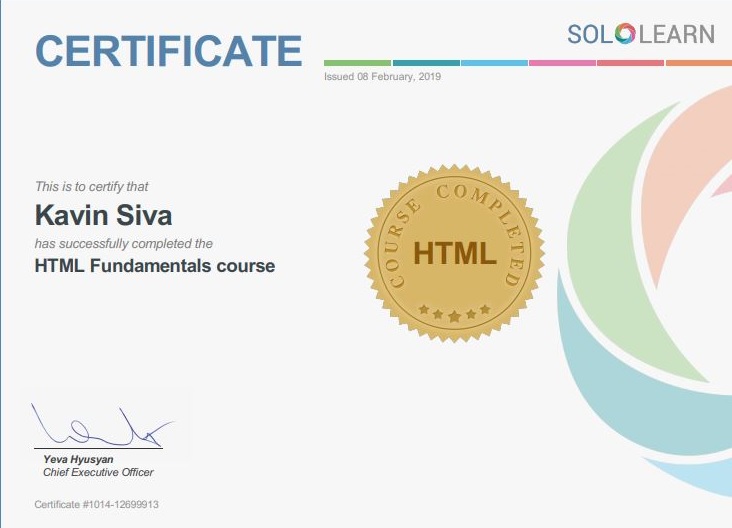 CERTIFICATE
SOLOLEARN
Issued 08 February, 2019
This is to certify that
Kavin Siva
has successfully completed the
HTML Fundamentals course
COURSE COMPLETED
HTML
Yeva Hyusyan
Chief Executive Officer
Certificate #1014-12699913